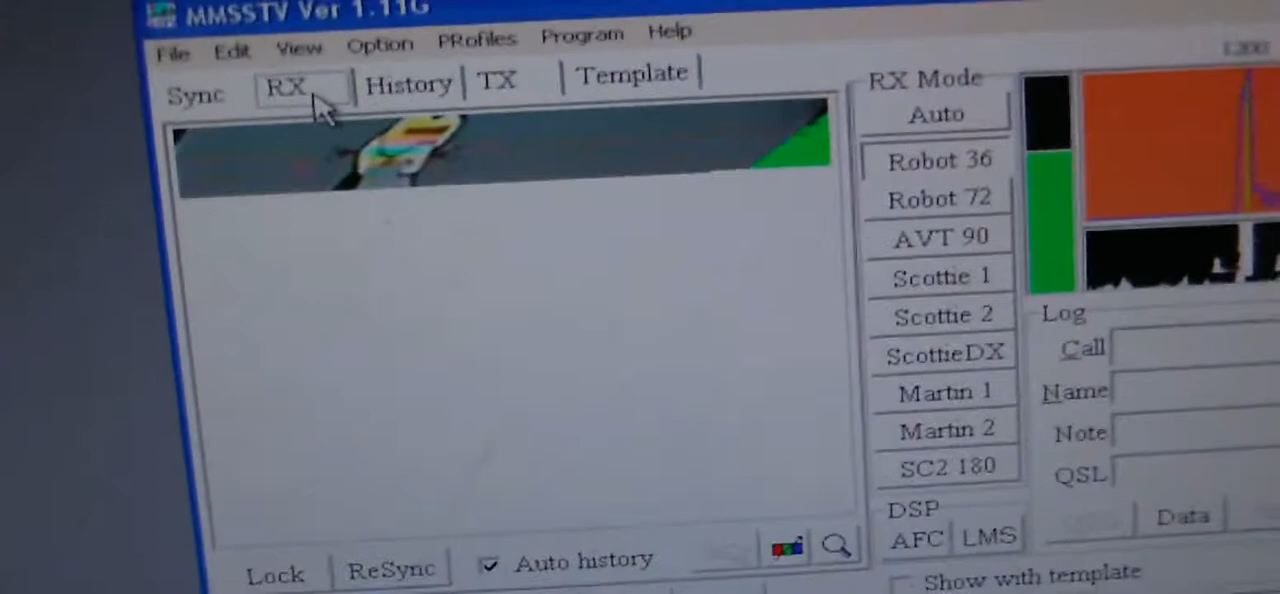 MMSSTV Ver 1.11G
File Edit View Option PRofiles Program Help
Sync RX History TX Template
RX Mode
Auto
Robot 36
Robot 72
AVT 90
Scottie 1
Scottie 2
ScottieDX
Martin 1
Martin 2
SC2 180
DSP
AFC LMS
Log
Call
Name
Note
QSL
Data
Lock ReSync Auto history
Show with template